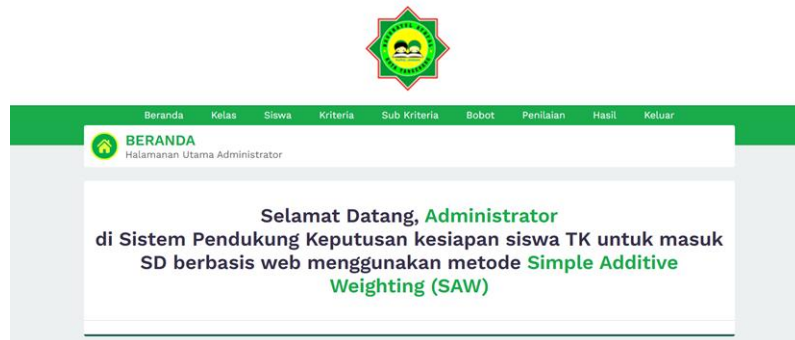 Beranda Kelas Siswa Kriteria Sub Kriteria Bobot Penilaian Hasil Keluar
BERANDA
Halamanan Utama Administrator
Selamat Datang, Administrator
di Sistem Pendukung Keputusan kesiapan siswa TK untuk masuk
SD berbasis web menggunakan metode Simple Additive
Weighting (SAW)